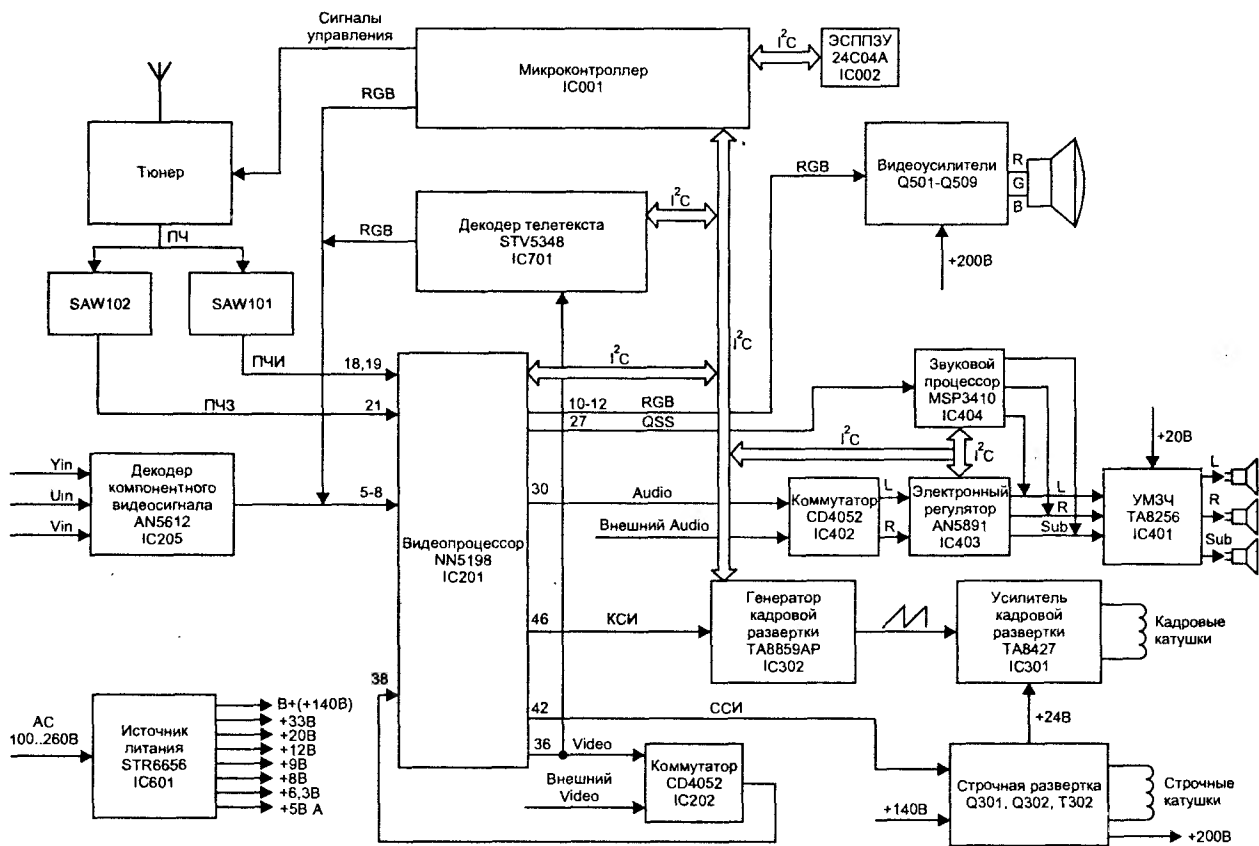 Сигналы
управления
Микроконтроллер
IC001
I²C
ЭСППЗУ
24C04A
IC002
RGB
Тюнер
ПЧ
SAW102
SAW101
Декодер телетекста
STV5348
IC701
RGB
I²C
RGB
Видеоусилители
Q501-Q509
R
G
B
+200В
I²C
ПЧИ
18,19
ПЧЗ
21
I²C
10-12
RGB
27
QSS
Звуковой
процессор
MSP3410
IC404
I²C
I²C
+20В
Yin
Uin
Vin
Декодер
компонентного
видеосигнала
AN5612
IC205
5-8
Видеопроцессор
NN5198
IC201
30
Audio
Внешний Audio
Коммутатор
CD4052
IC402
L
R
Электронный
регулятор
AN5891
IC403
L
R
Sub
УМЗЧ
TA8256
IC401
L
R
Sub
46
КСИ
Генератор
кадровой
развертки
TA8859AP
IC302
Усилитель
кадровой
развертки
TA8427
IC301
Кадровые
катушки
+24В
38
42
ССИ
36
Video
Внешний
Video
Коммутатор
CD4052
IC202
AC
100..260В
Источник
питания
STR6656
IC601
B+(+140В)
+33В
+20В
+12В
+9В
+8В
+6,3В
+5В А
+140В
Строчная развертка
Q301, Q302, T302
Строчные
катушки
+200В